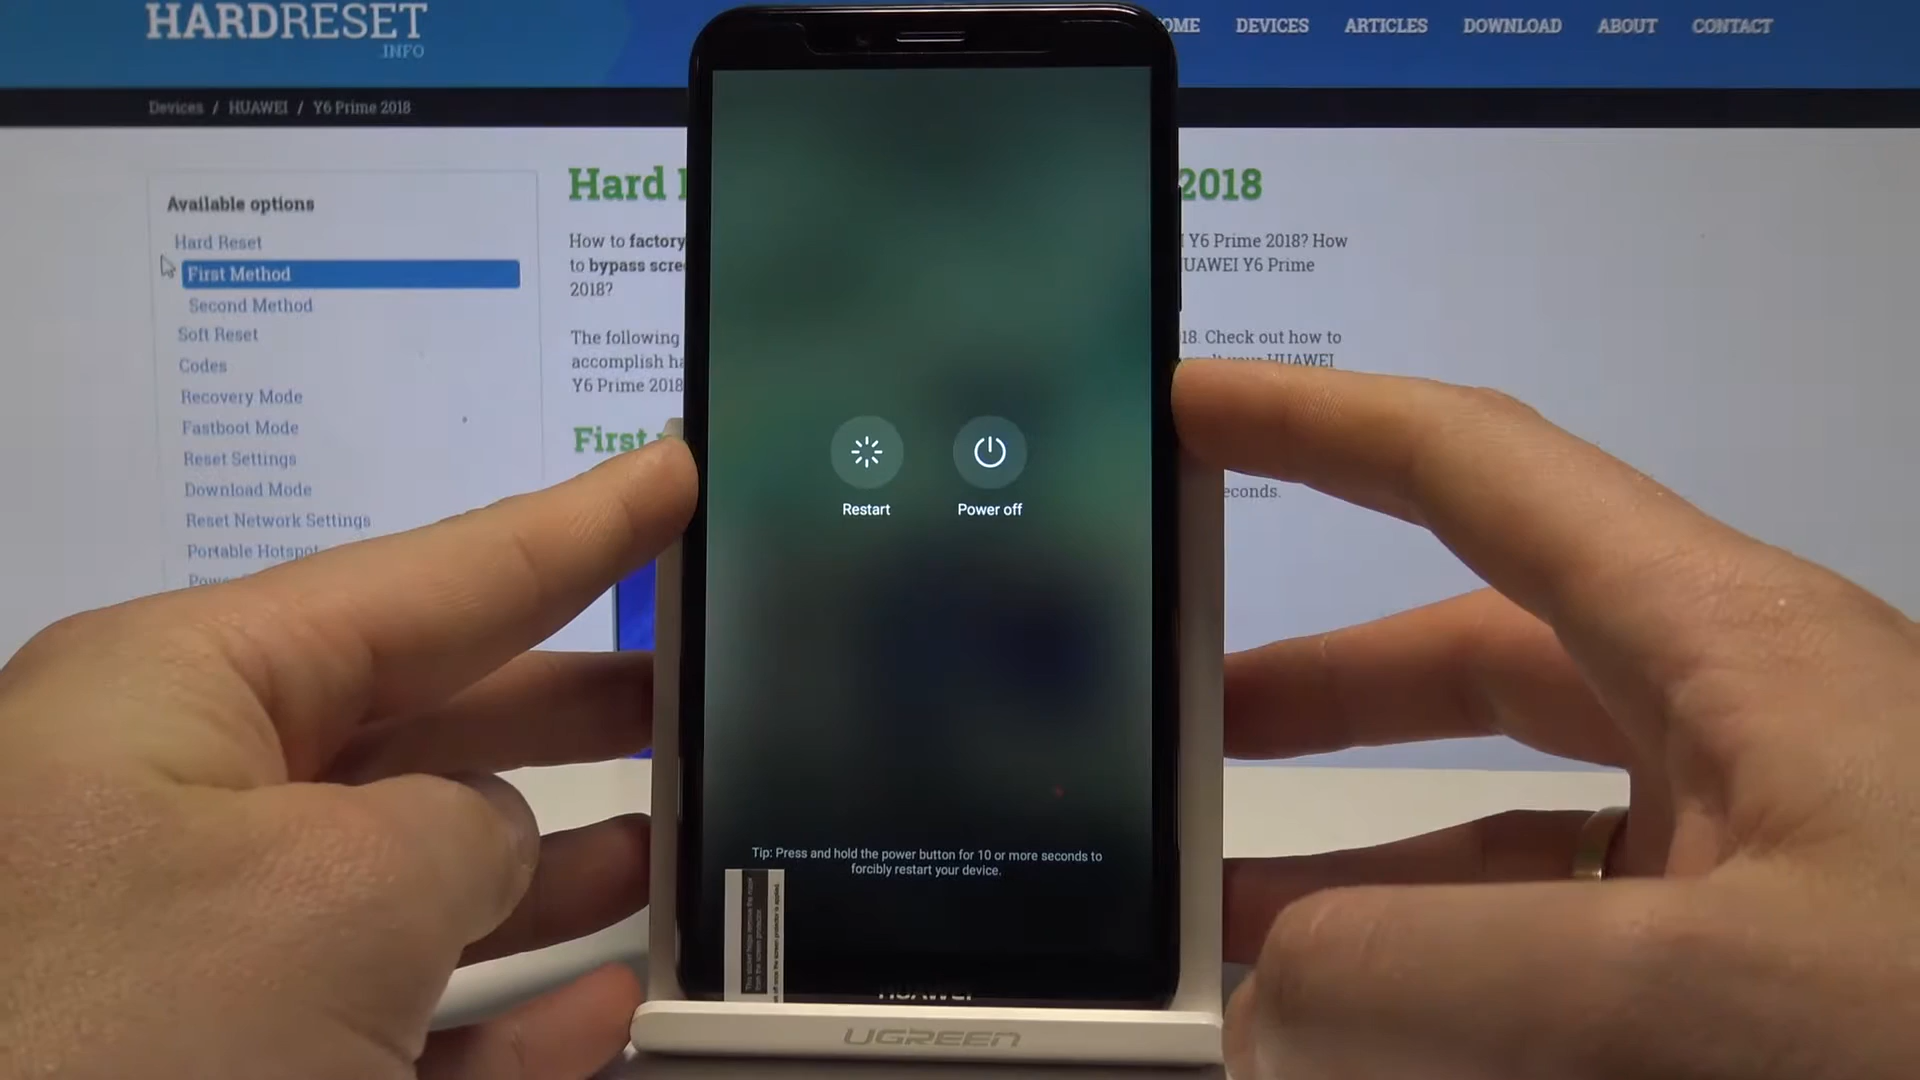 HARDRESET
.INFO
OME DEVICES ARTICLES DOWNLOAD ABOUT CONTACT
Devices / HUAWEI / Y6 Prime 2018
Available options
Hard Reset
First Method
Second Method
Soft Reset
Codes
Recovery Mode
Fastboot Mode
Reset Settings
Download Mode
Reset Network Settings
Portable Hotspot
Hard 2018
How to factory I Y6 Prime 2018? How
to bypass scre UAWEI Y6 Prime
2018?
The following 18. Check out how to
accomplish ha your HUAWEI
Y6 Prime 2018
First
econds.
Restart
Power off
Tip: Press and hold the power button for 10 or more seconds to
forcibly restart your device.
HUAWEI
UGREEN